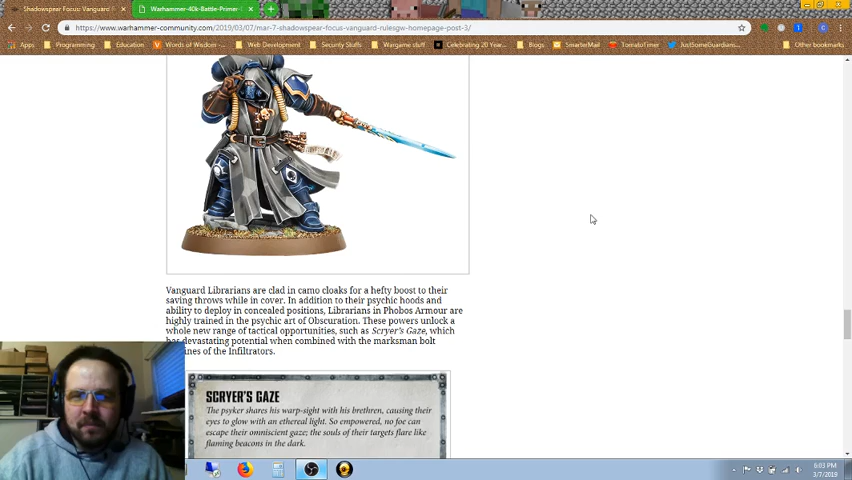 Shadowspear Focus: Vanguard
Warhammer-40k-Battle-Primer-
https://www.warhammer-community.com/2019/03/07/mar-7-shadowspear-focus-vanguard-rulesgw-homepage-post-3/
Apps Programming Education Words of Wisdom - Web Development Security Stuffs Wargame stuff Celebrating 20 Year... Blogs SmarterMail TomatoTimer JustSomeGuardians... Other bookmarks
Vanguard Librarians are clad in camo cloaks for a hefty boost to their
saving throws while in cover. In addition to their psychic hoods and
ability to deploy in concealed positions, Librarians in Phobos Armour are
highly trained in the psychic art of Obscuration. These powers unlock a
whole new range of tactical opportunities, such as Scryer's Gaze, which
devastating potential when combined with the marksman bolt
of the Infiltrators.
SCRYER'S GAZE
The psyker shares his warp-sight with his brethren, causing their
eyes to glow with an ethereal light. So empowered, no foe can
escape their omniscient gaze; the souls of their targets flare like
flaming beacons in the dark.
6:03 PM
3/7/2019